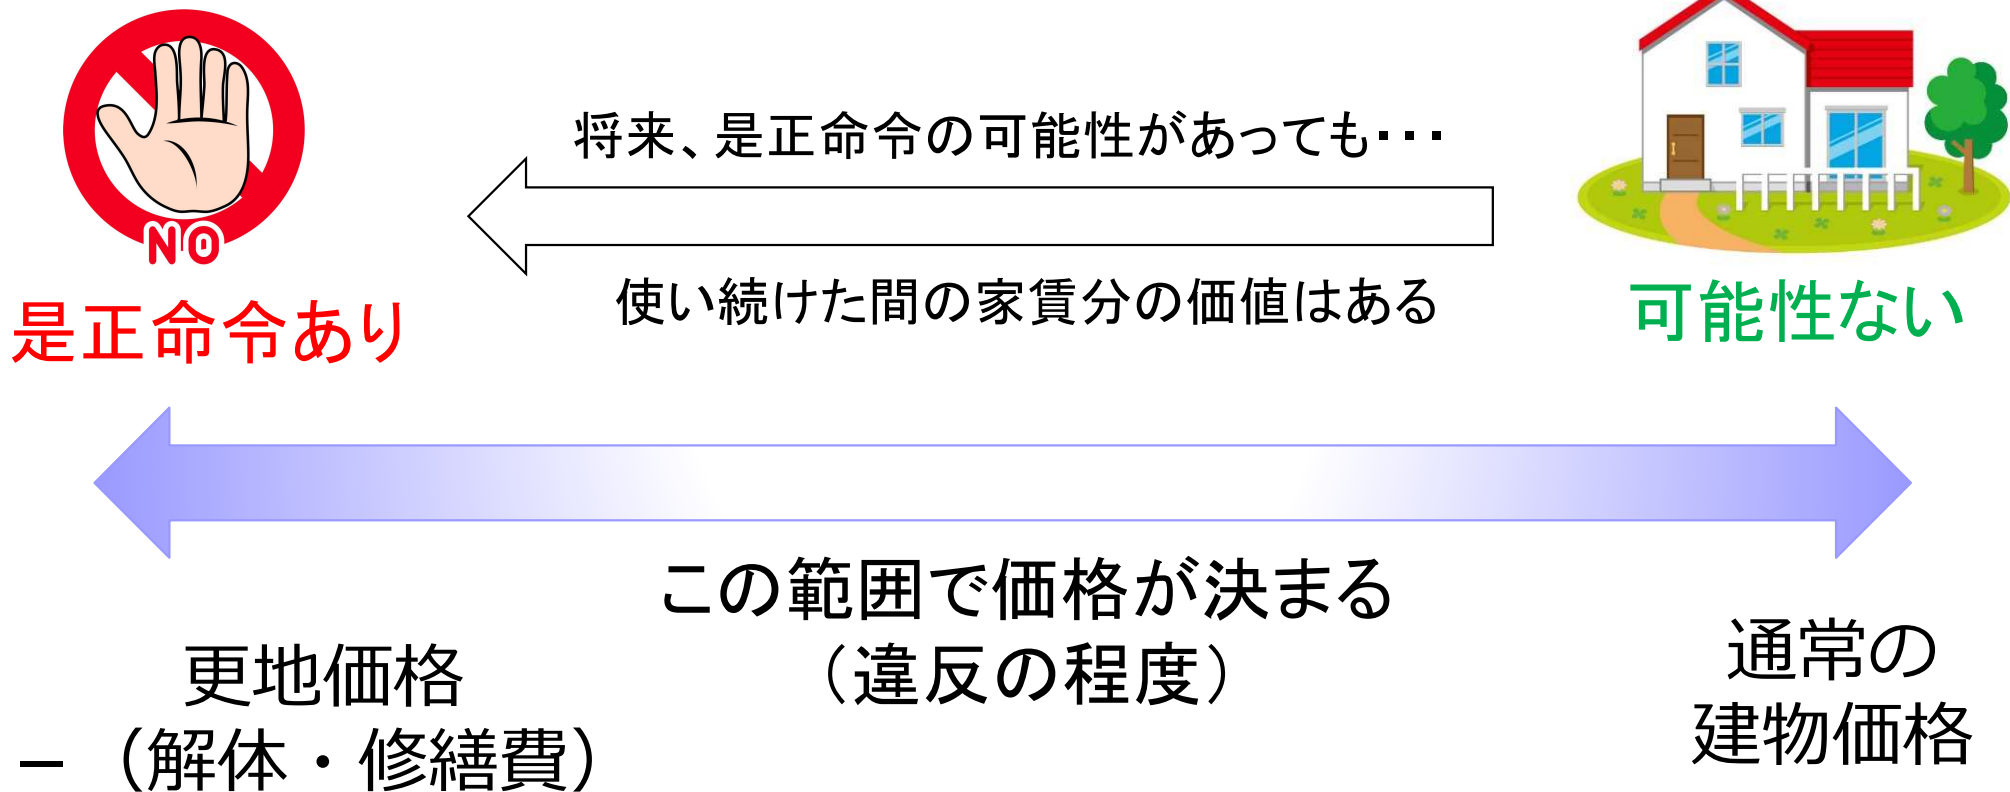 NO
是正命令あり
将来、是正命令の可能性があっても・・・
使い続けた間の家賃分の価値はある
可能性ない
この範囲で価格が決まる
（違反の程度）
更地価格
－（解体・修繕費）
通常の
建物価格